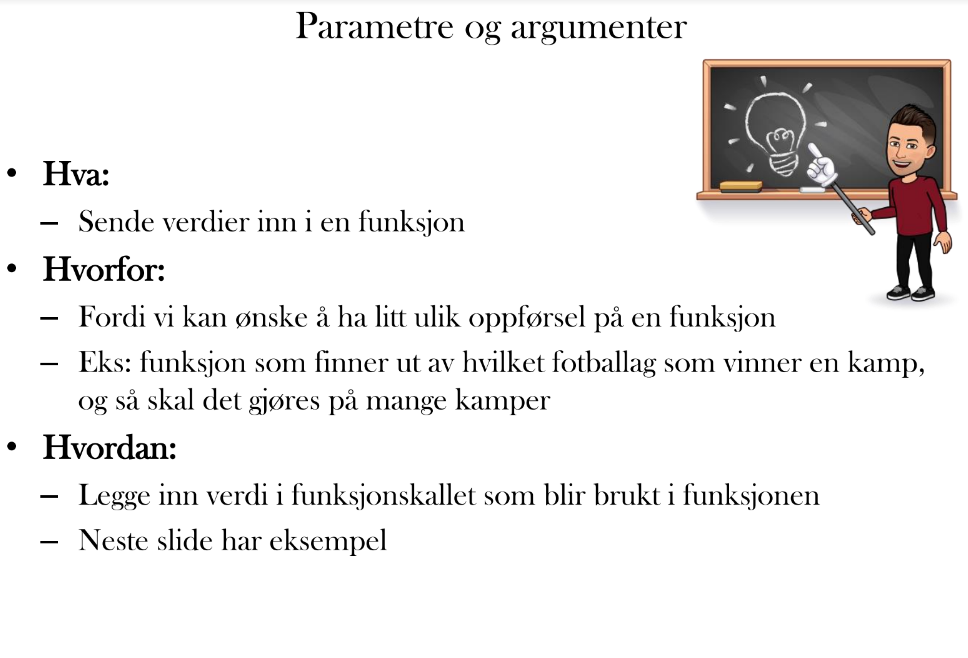 Parametre og argumenter
• Hva:
– Sende verdier inn i en funksjon
• Hvorfor:
– Fordi vi kan ønske å ha litt ulik oppførsel på en funksjon
– Eks: funksjon som finner ut av hvilket fotballag som vinner en kamp,
og så skal det gjøres på mange kamper
• Hvordan:
– Legge inn verdi i funksjonskallet som blir brukt i funksjonen
– Neste slide har eksempel